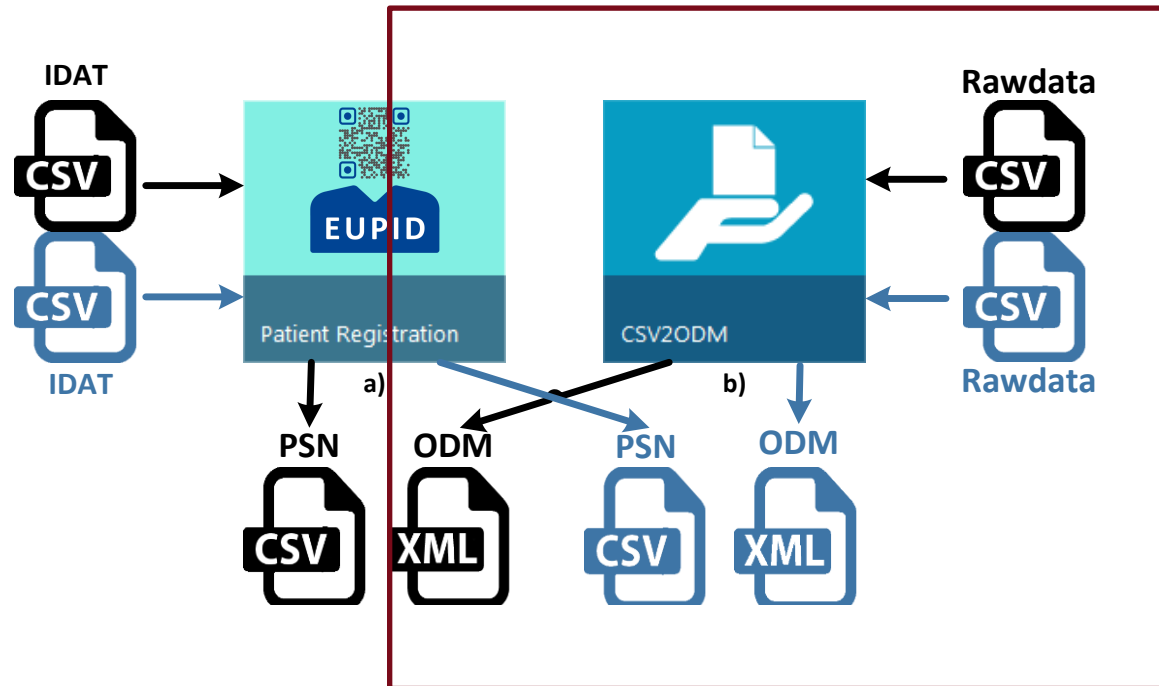 IDAT
Rawdata
CSV
CSV
EUPID
CSV
CSV
Patient Registration
CSV2ODM
IDAT
a)
b)
Rawdata
PSN
ODM
PSN
ODM
CSV
XML
CSV
XML